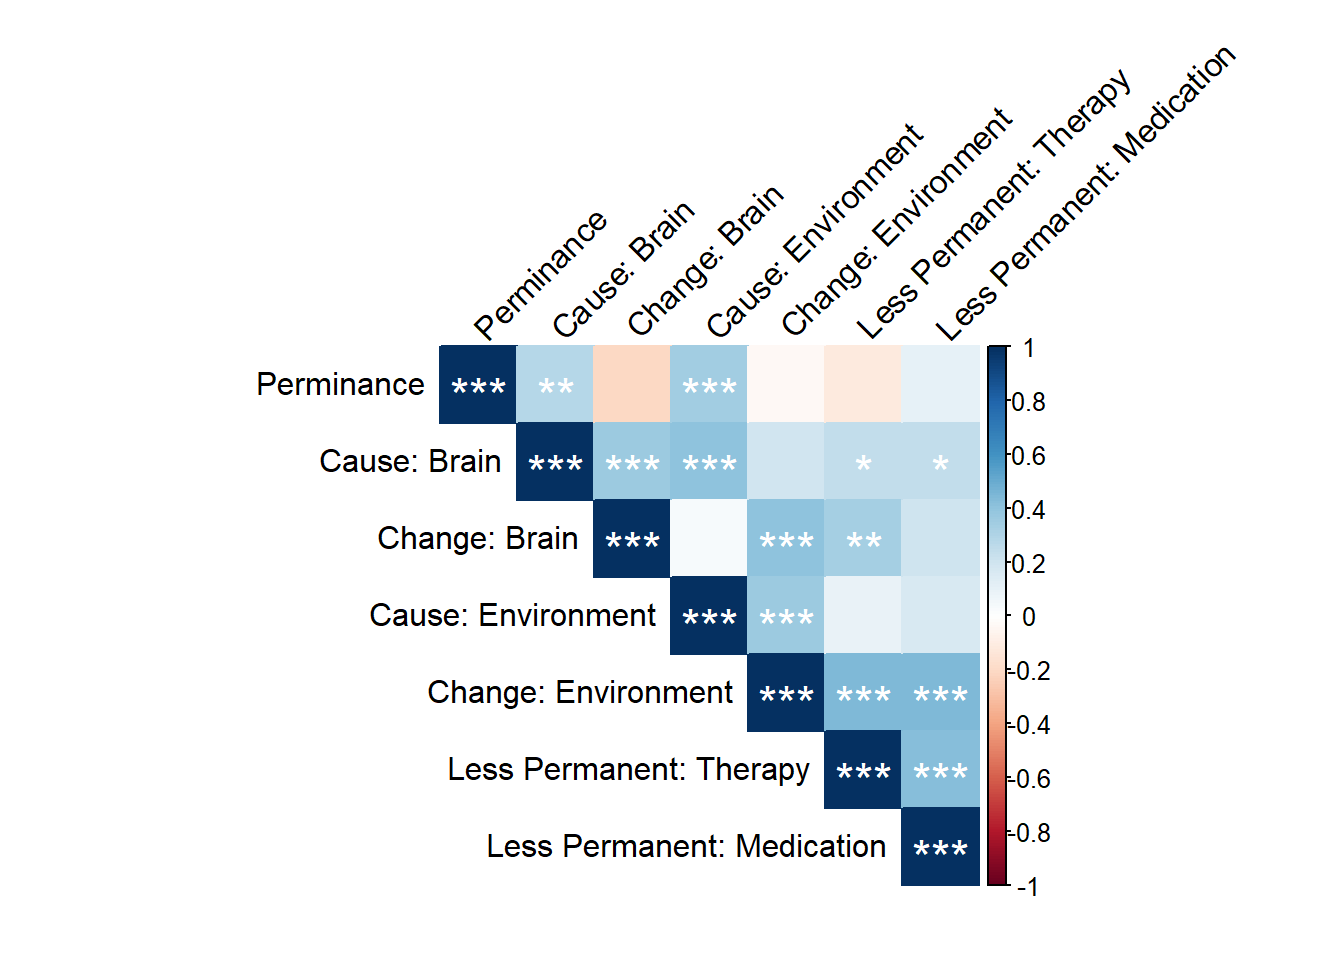 Perminance
Cause: Brain
Change: Brain
Cause: Environment
Change: Environment
Less Permanent: Therapy
Less Permanent: Medication
Perminance *** ** ***
Cause: Brain *** *** *** * *
Change: Brain *** *** **
Cause: Environment *** ***
Change: Environment *** *** ***
Less Permanent: Therapy *** ***
Less Permanent: Medication ***
1
0.8
0.6
0.4
0.2
0
-0.2
-0.4
-0.6
-0.8
-1